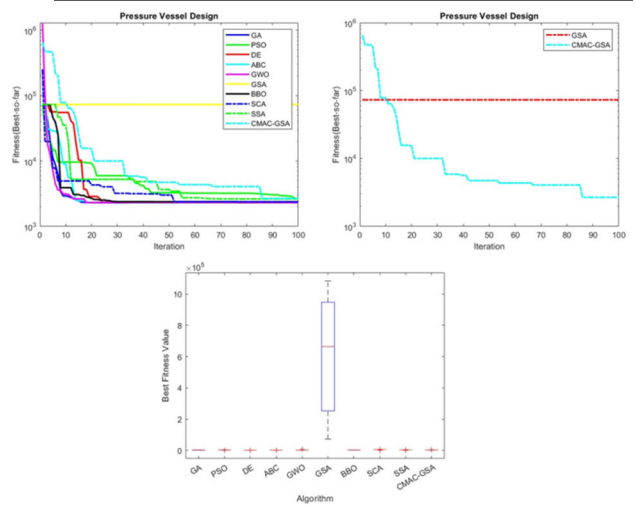 Pressure Vessel Design
Fitness(Best-so-far)
10^6
10^5
10^4
10^3
0 10 20 30 40 50 60 70 80 90 100
Iteration
GA
PSO
DE
ABC
GWO
GSA
BBO
SCA
SSA
CMAC-GSA
Pressure Vessel Design
Fitness(Best-so-far)
10^6
10^5
10^4
10^3
0 10 20 30 40 50 60 70 80 90 100
Iteration
GSA
CMAC-GSA
×10^5
Best Fitness Value
10
8
6
4
2
0
GA PSO DE ABC GWO GSA BBO SCA SSA CMAC-GSA
Algorithm